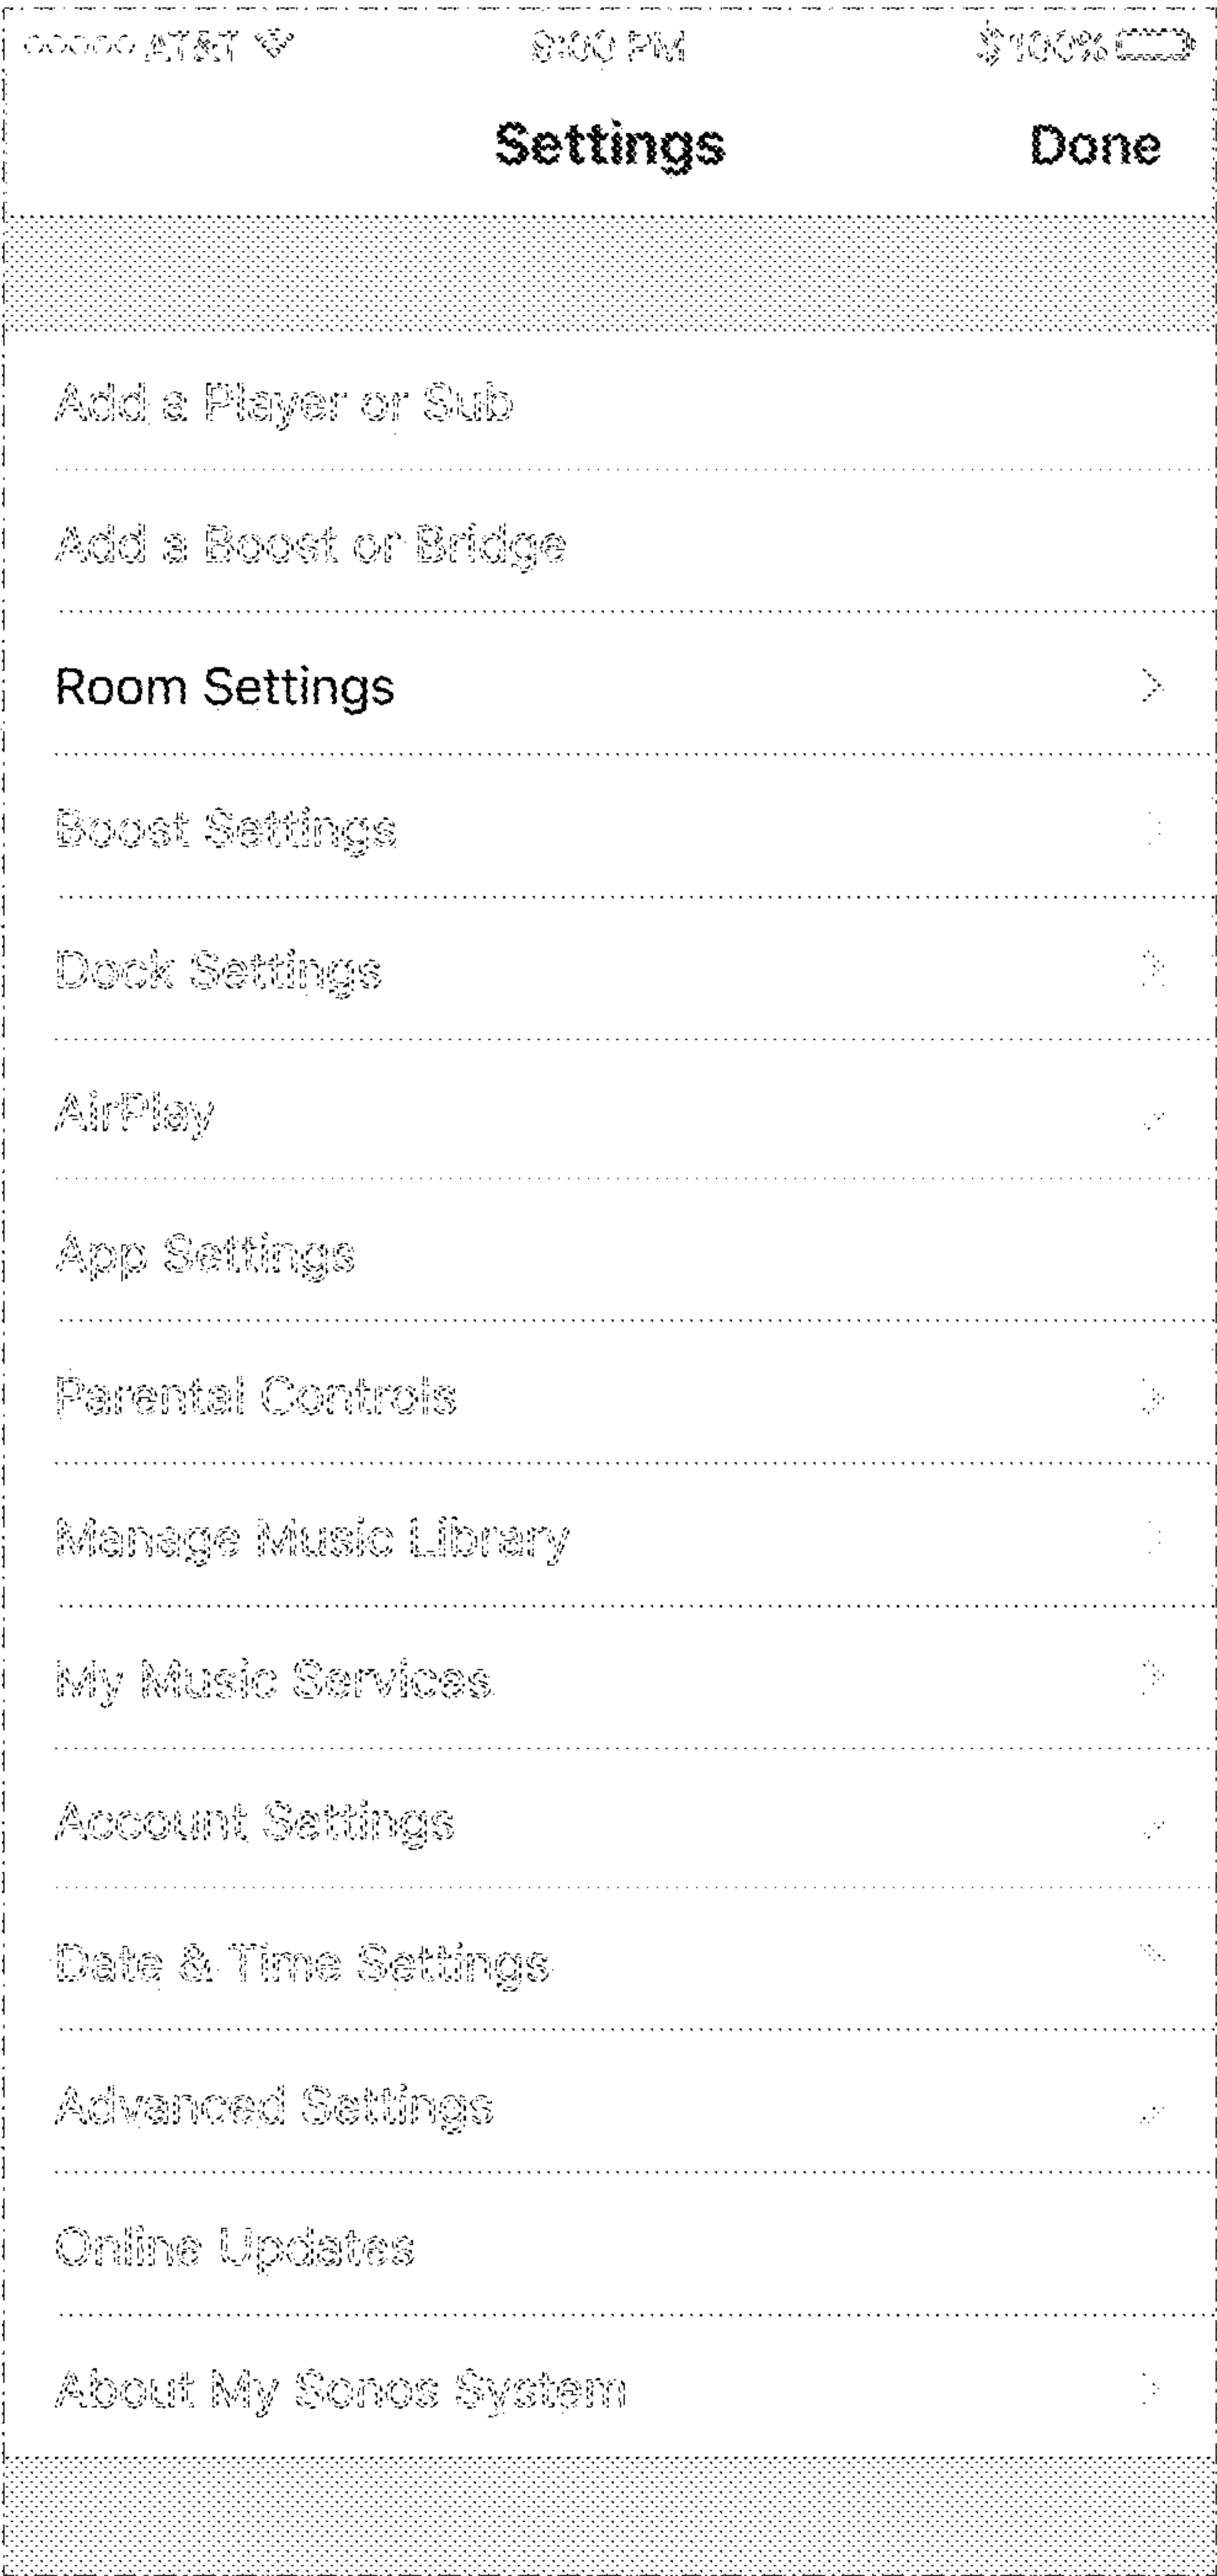 AT&T 9:00 PM 100%
Settings Done
Add a Player or Sub
Add a Boost or Bridge
Room Settings
Boost Settings
Dock Settings
AirPlay
App Settings
Parental Controls
Manage Music Library
My Music Services
Account Settings
Date & Time Settings
Advanced Settings
Online Updates
About My Sonos System